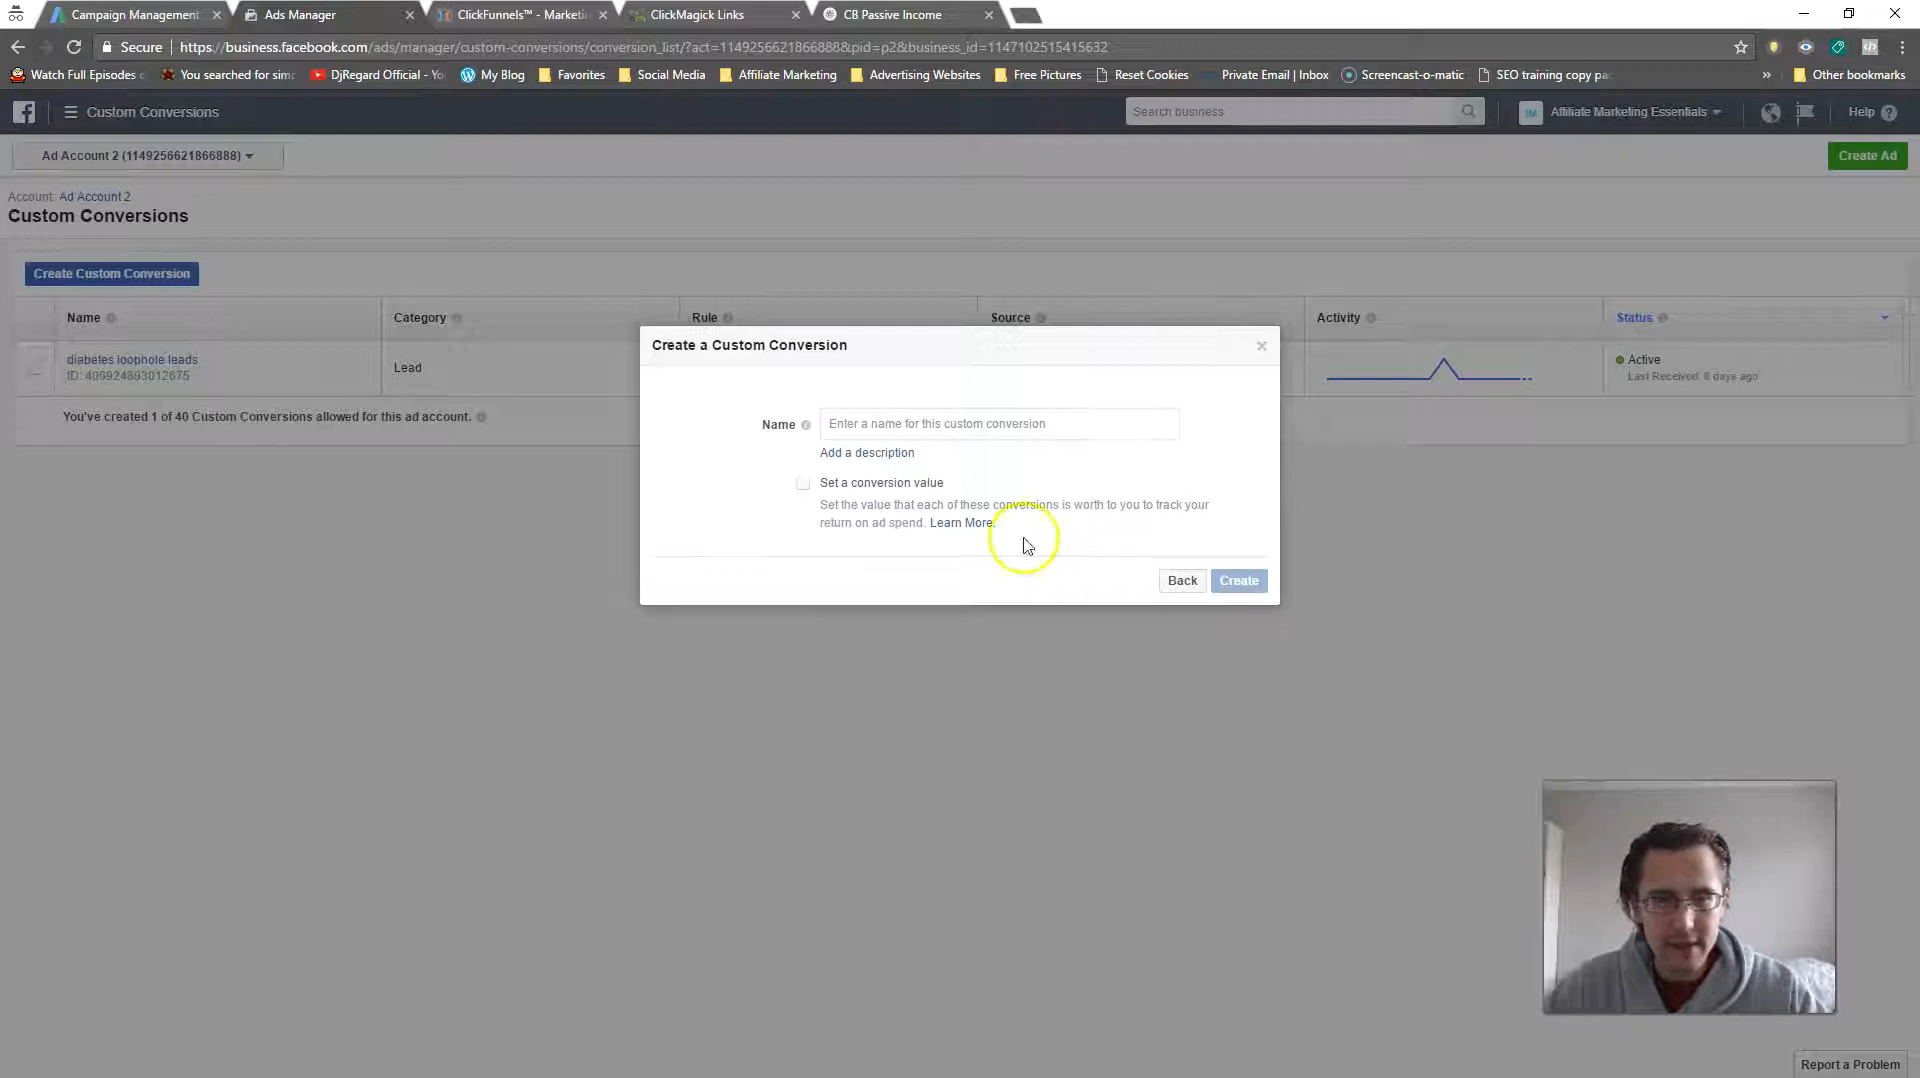 Campaign Management
Ads Manager
ClickFunnels™ - Marketi
ClickMagick Links
CB Passive Income
Secure
https://business.facebook.com/ads/manager/custom-conversions/conversion_list/?act=1149256621866888&pid=p2&business_id=1147102515415632
Watch Full Episodes
You searched for sim
DjRegard Official - Yo
My Blog
Favorites
Social Media
Affiliate Marketing
Advertising Websites
Free Pictures
Reset Cookies
Private Email | Inbox
Screencast-o-matic
SEO training copy pa
»
Other bookmarks
Custom Conversions
Search business
IM
Affiliate Marketing Essentials
Help
Ad Account 2 (1149256621866888)
Create Ad
Account: Ad Account 2
Custom Conversions
Create Custom Conversion
Name
Category
Rule
Source
Activity
Status
diabetes loophole leads
ID: 406924893012675
Lead
Active
Last Received: 8 days ago
You've created 1 of 40 Custom Conversions allowed for this ad account.
Create a Custom Conversion
Name
Enter a name for this custom conversion
Add a description
Set a conversion value
Set the value that each of these conversions is worth to you to track your
return on ad spend. Learn More.
Back
Create
Report a Problem